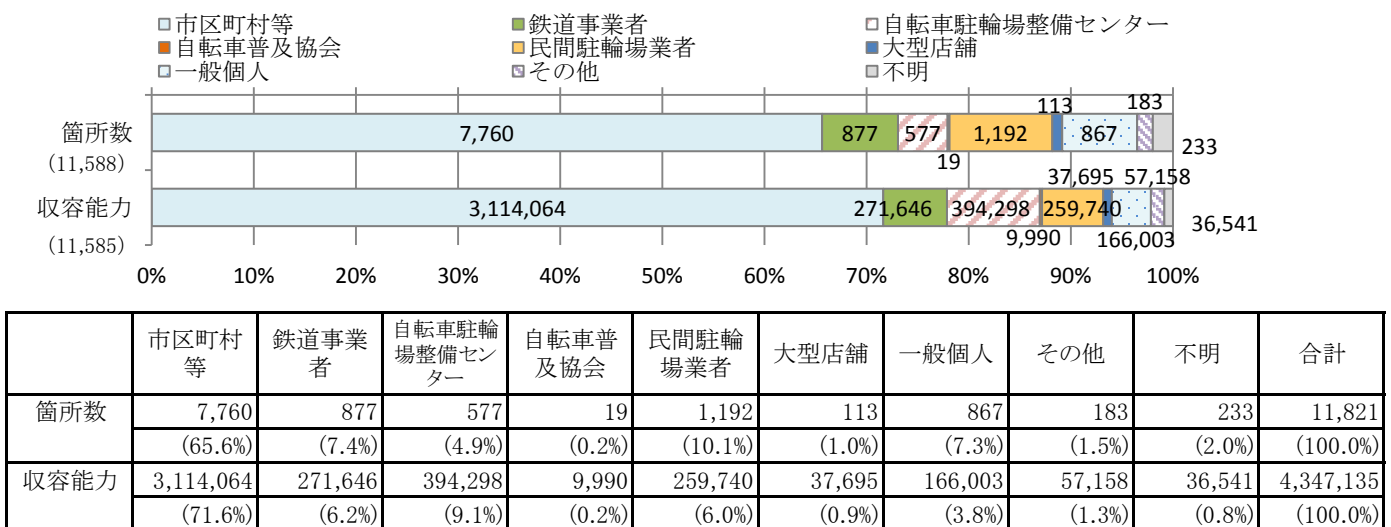 市区町村等 鉄道事業者 自転車駐輪場整備センター
自転車普及協会 民間駐輪場業者 大型店舗
一般個人 その他 不明
113 183
箇所数 7,760 877 577 1,192 867
(11,588) 19 233
37,695 57,158
収容能力 3,114,064 271,646 394,298 259,740
(11,585) 9,990 166,003 36,541
0% 10% 20% 30% 40% 50% 60% 70% 80% 90% 100%
市区町村等 鉄道事業者 自転車駐輪場整備センター 自転車普及協会 民間駐輪場業者 大型店舗 一般個人 その他 不明 合計
箇所数 7,760 877 577 19 1,192 113 867 183 233 11,821
(65.6%) (7.4%) (4.9%) (0.2%) (10.1%) (1.0%) (7.3%) (1.5%) (2.0%) (100.0%)
収容能力 3,114,064 271,646 394,298 9,990 259,740 37,695 166,003 57,158 36,541 4,347,135
(71.6%) (6.2%) (9.1%) (0.2%) (6.0%) (0.9%) (3.8%) (1.3%) (0.8%) (100.0%)